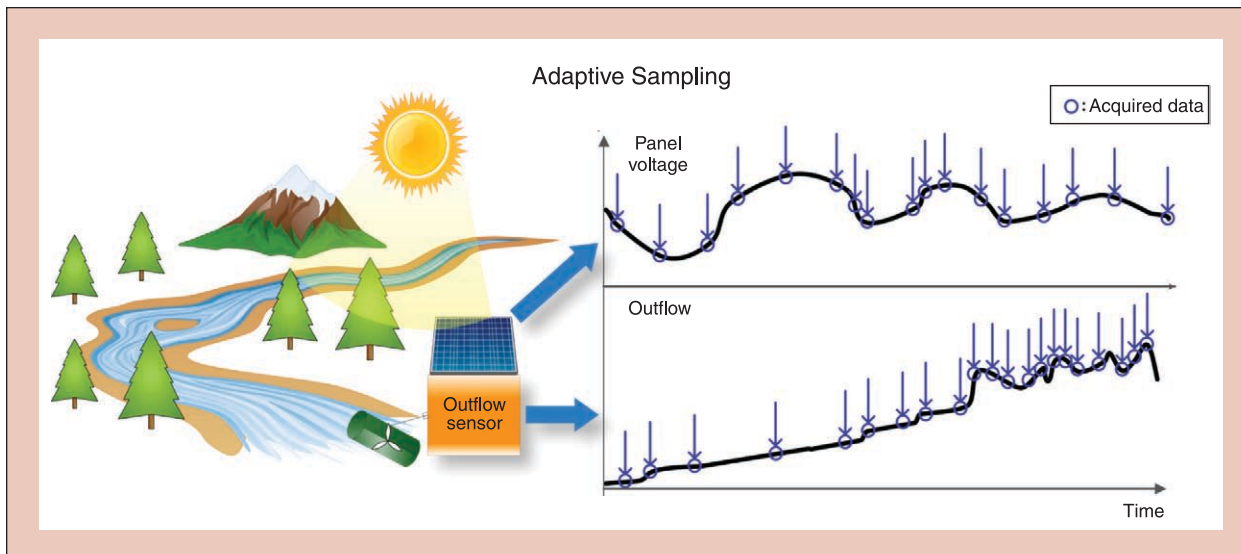 Adaptive Sampling
: Acquired data
Panel
voltage
Outflow
Outflow
sensor
Time